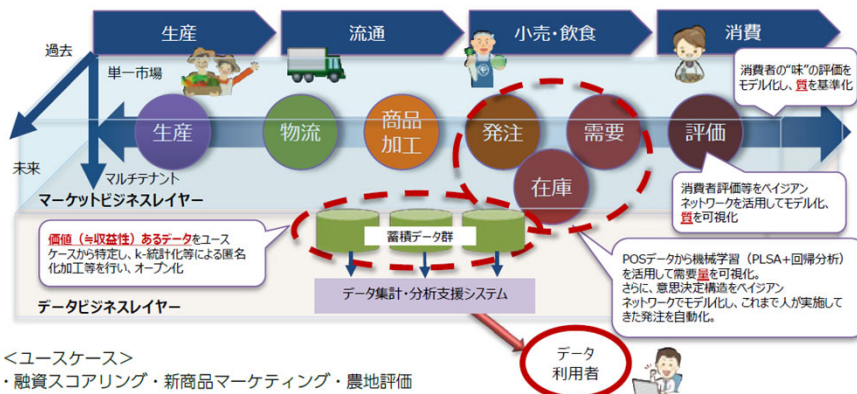 生産
流通
小売・飲食
消費
過去
未来
単一市場
マルチテナント
生産
物流
商品
加工
発注
需要
在庫
評価
消費者の“味”の評価を
モデル化し、質を基準化
消費者評価等をベイジアン
ネットワークを活用してモデル化、
質を可視化
マーケットビジネスレイヤー
価値（≒収益性）あるデータをユース
ケースから特定し、k-統計化等による匿名
化加工等を行い、オープン化
蓄積データ群
データ集計・分析支援システム
POSデータから機械学習（PLSA+回帰分析）
を活用して需要量を可視化。
さらに、意思決定構造をベイジアン
ネットワークでモデル化し、これまで人が実施して
きた発注を自動化。
データビジネスレイヤー
データ
利用者
＜ユースケース＞
・融資スコアリング・新商品マーケティング・農地評価